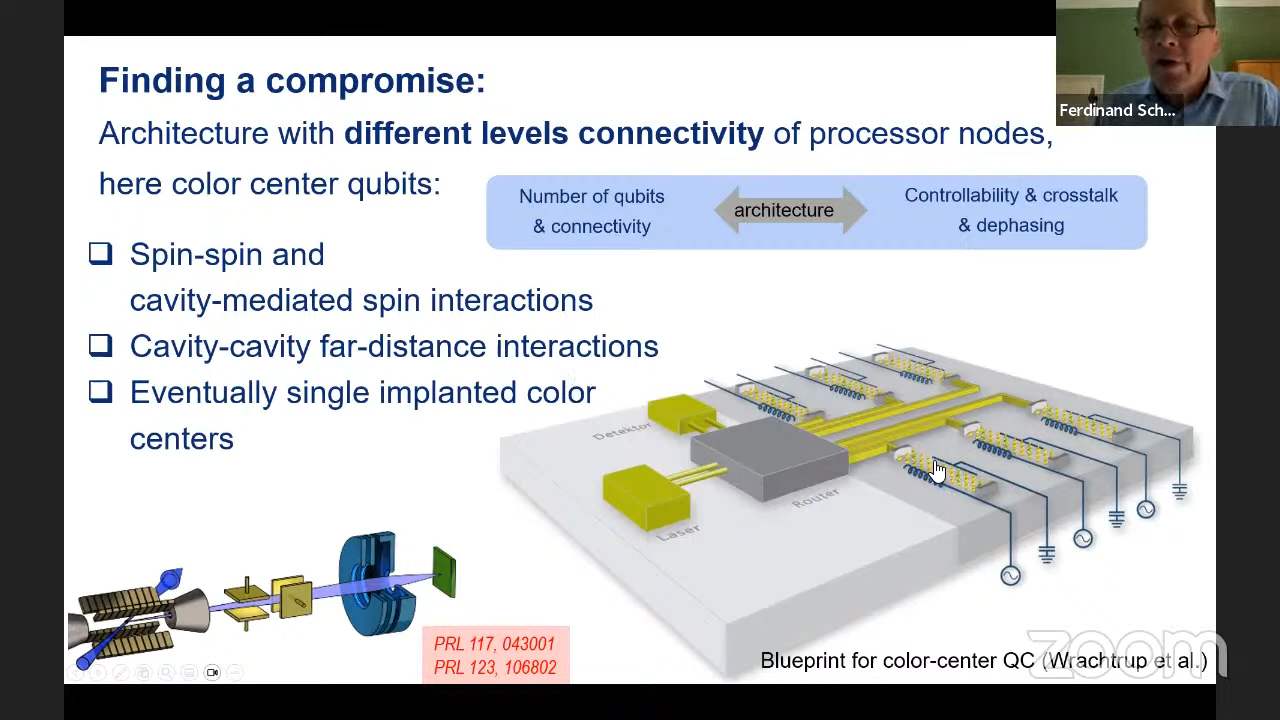 Finding a compromise:
Architecture with different levels connectivity of processor nodes,
here color center qubits:
Number of qubits
& connectivity
architecture
Controllability & crosstalk
& dephasing
Spin-spin and
cavity-mediated spin interactions
Cavity-cavity far-distance interactions
Eventually single implanted color
centers
Detektor
Laser
Router
PRL 117, 043001
PRL 123, 106802
Blueprint for color-center QC (Wrachtrup et al.)
Ferdinand Sch...
zoom